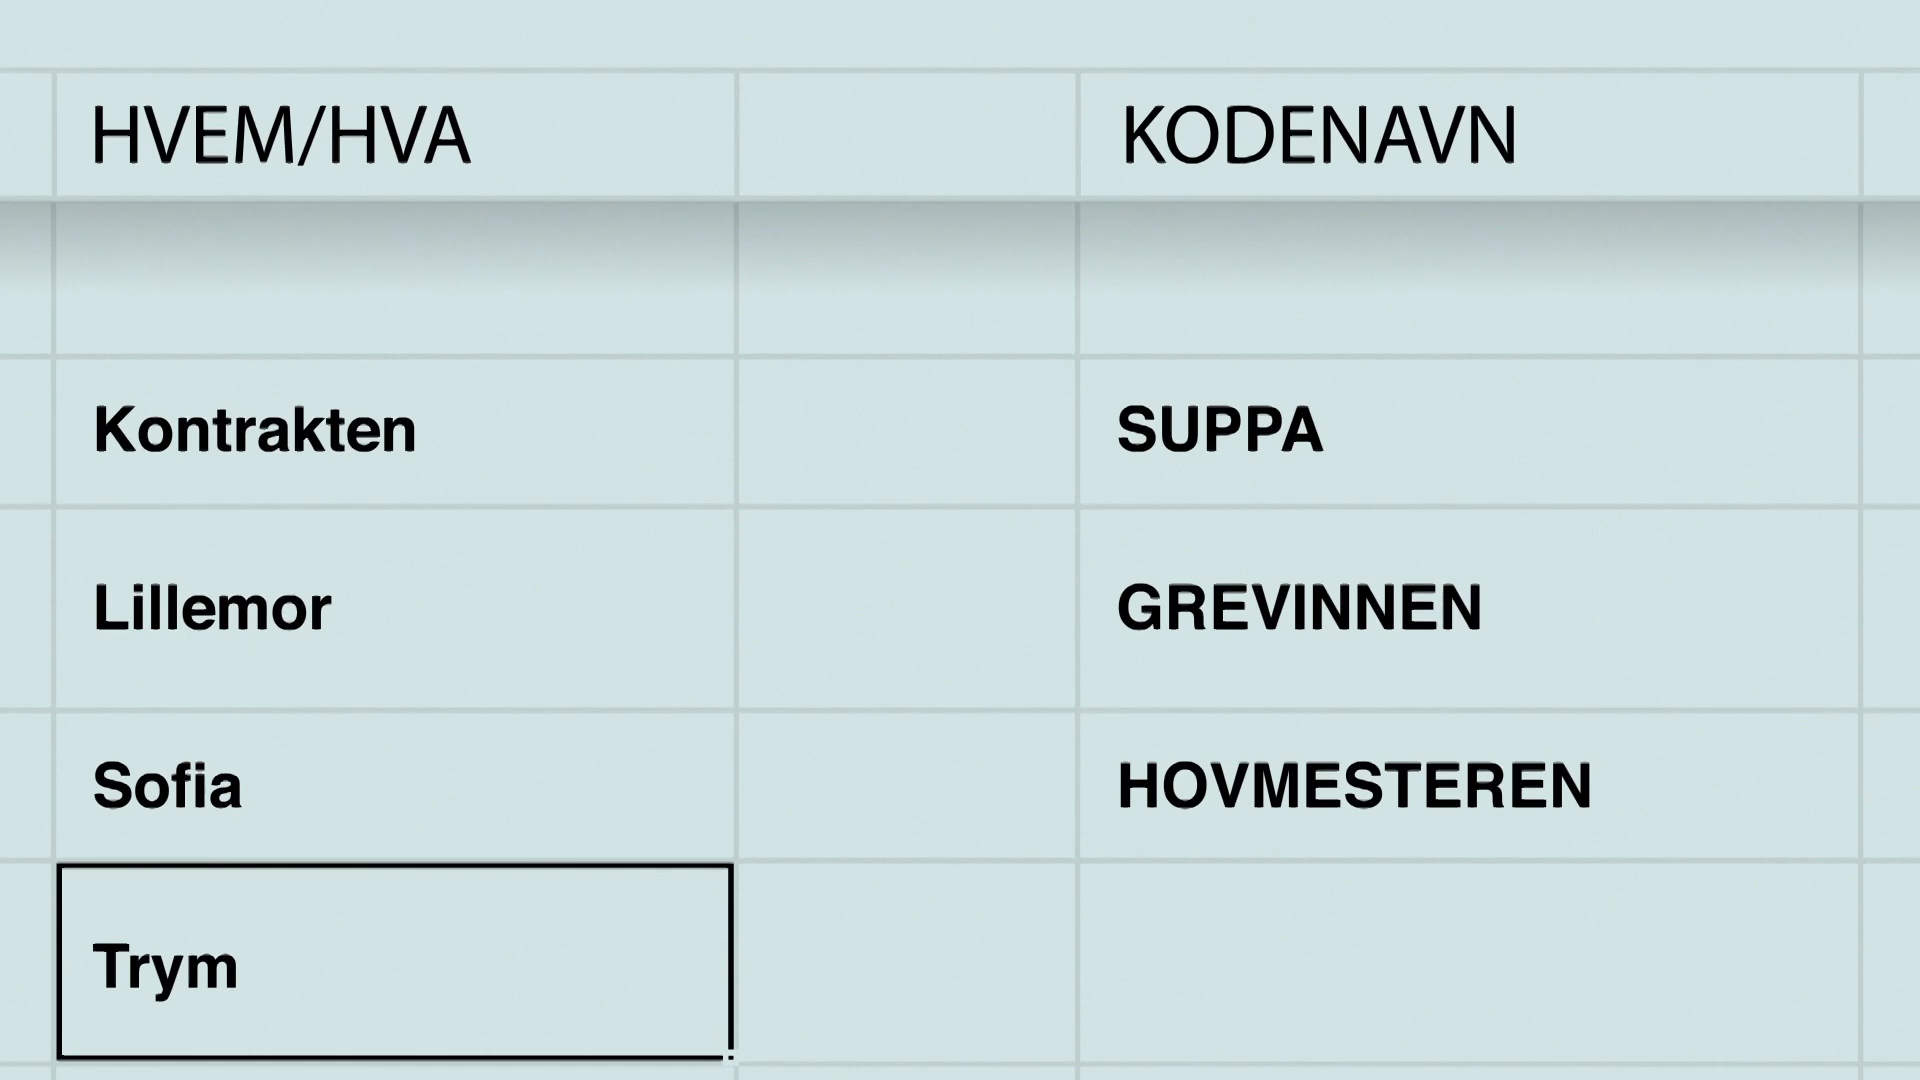 HVEM/HVA KODENAVN
Kontrakten SUPPA
Lillemor GREVINNEN
Sofia HOVMESTEREN
Trym